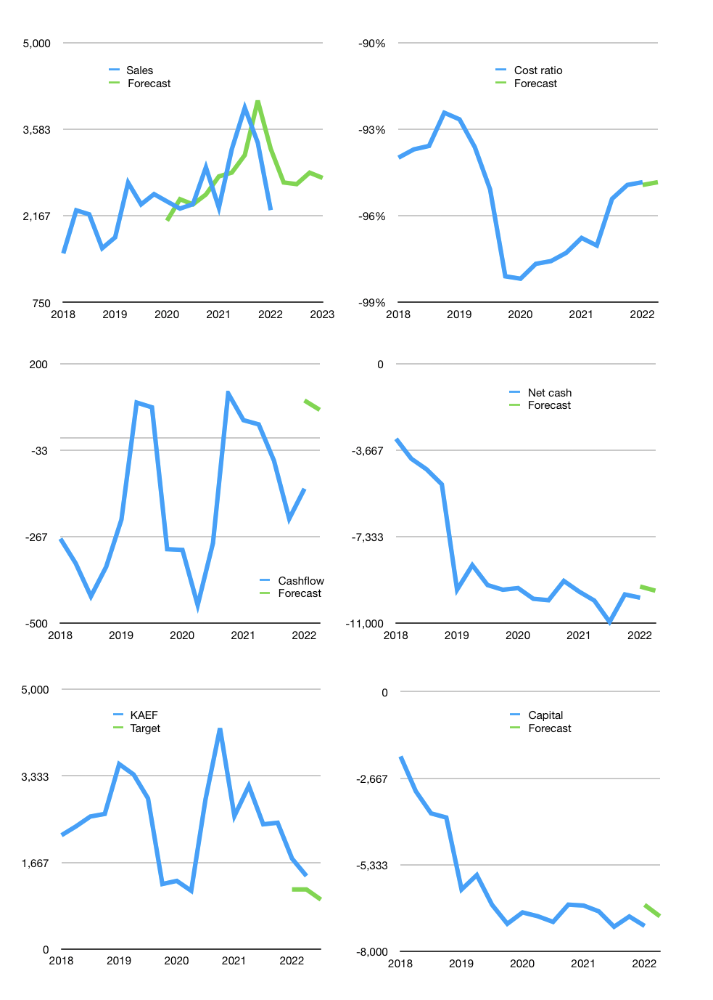 5,000
Sales
Forecast
3,583
2,167
750
2018 2019 2020 2021 2022 2023
-90%
Cost ratio
Forecast
-93%
-96%
-99%
2018 2019 2020 2021 2022
200
-33
-267
Cashflow
Forecast
-500
2018 2019 2020 2021 2022
0
Net cash
Forecast
-3,667
-7,333
-11,000
2018 2019 2020 2021 2022
5,000
KAEF
Target
3,333
1,667
0
2018 2019 2020 2021 2022
0
Capital
Forecast
-2,667
-5,333
-8,000
2018 2019 2020 2021 2022